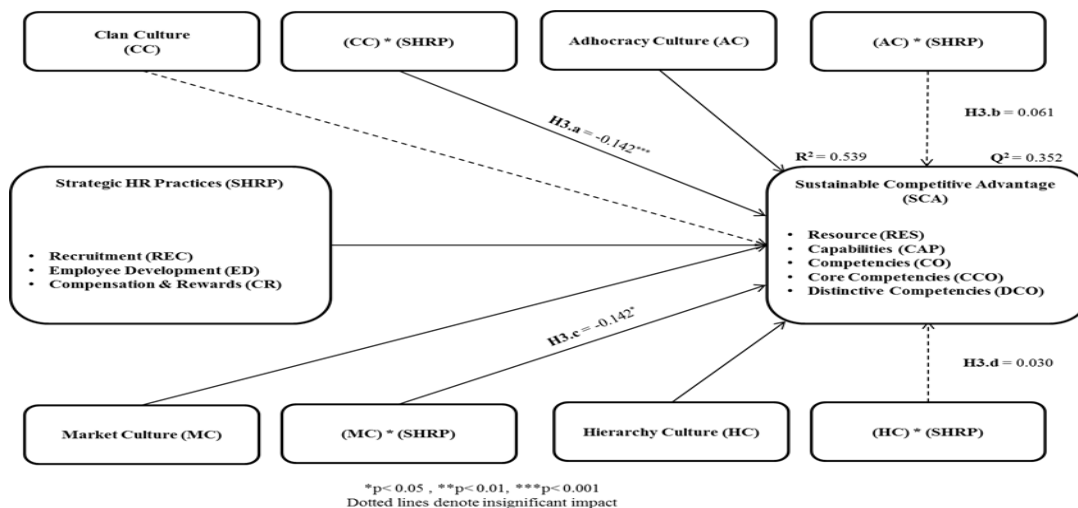 Clan Culture
(CC)
(CC) * (SHRP)
Adhocracy Culture (AC)
(AC) * (SHRP)
H3.a = -0.142***
H3.b = 0.061
R² = 0.539
Q² = 0.352
Strategic HR Practices (SHRP)
• Recruitment (REC)
• Employee Development (ED)
• Compensation & Rewards (CR)
Sustainable Competitive Advantage
(SCA)
• Resource (RES)
• Capabilities (CAP)
• Competencies (CO)
• Core Competencies (CCO)
• Distinctive Competencies (DCO)
H3.c = -0.142*
H3.d = 0.030
Market Culture (MC)
(MC) * (SHRP)
Hierarchy Culture (HC)
(HC) * (SHRP)
*p< 0.05 , **p< 0.01, ***p< 0.001
Dotted lines denote insignificant impact